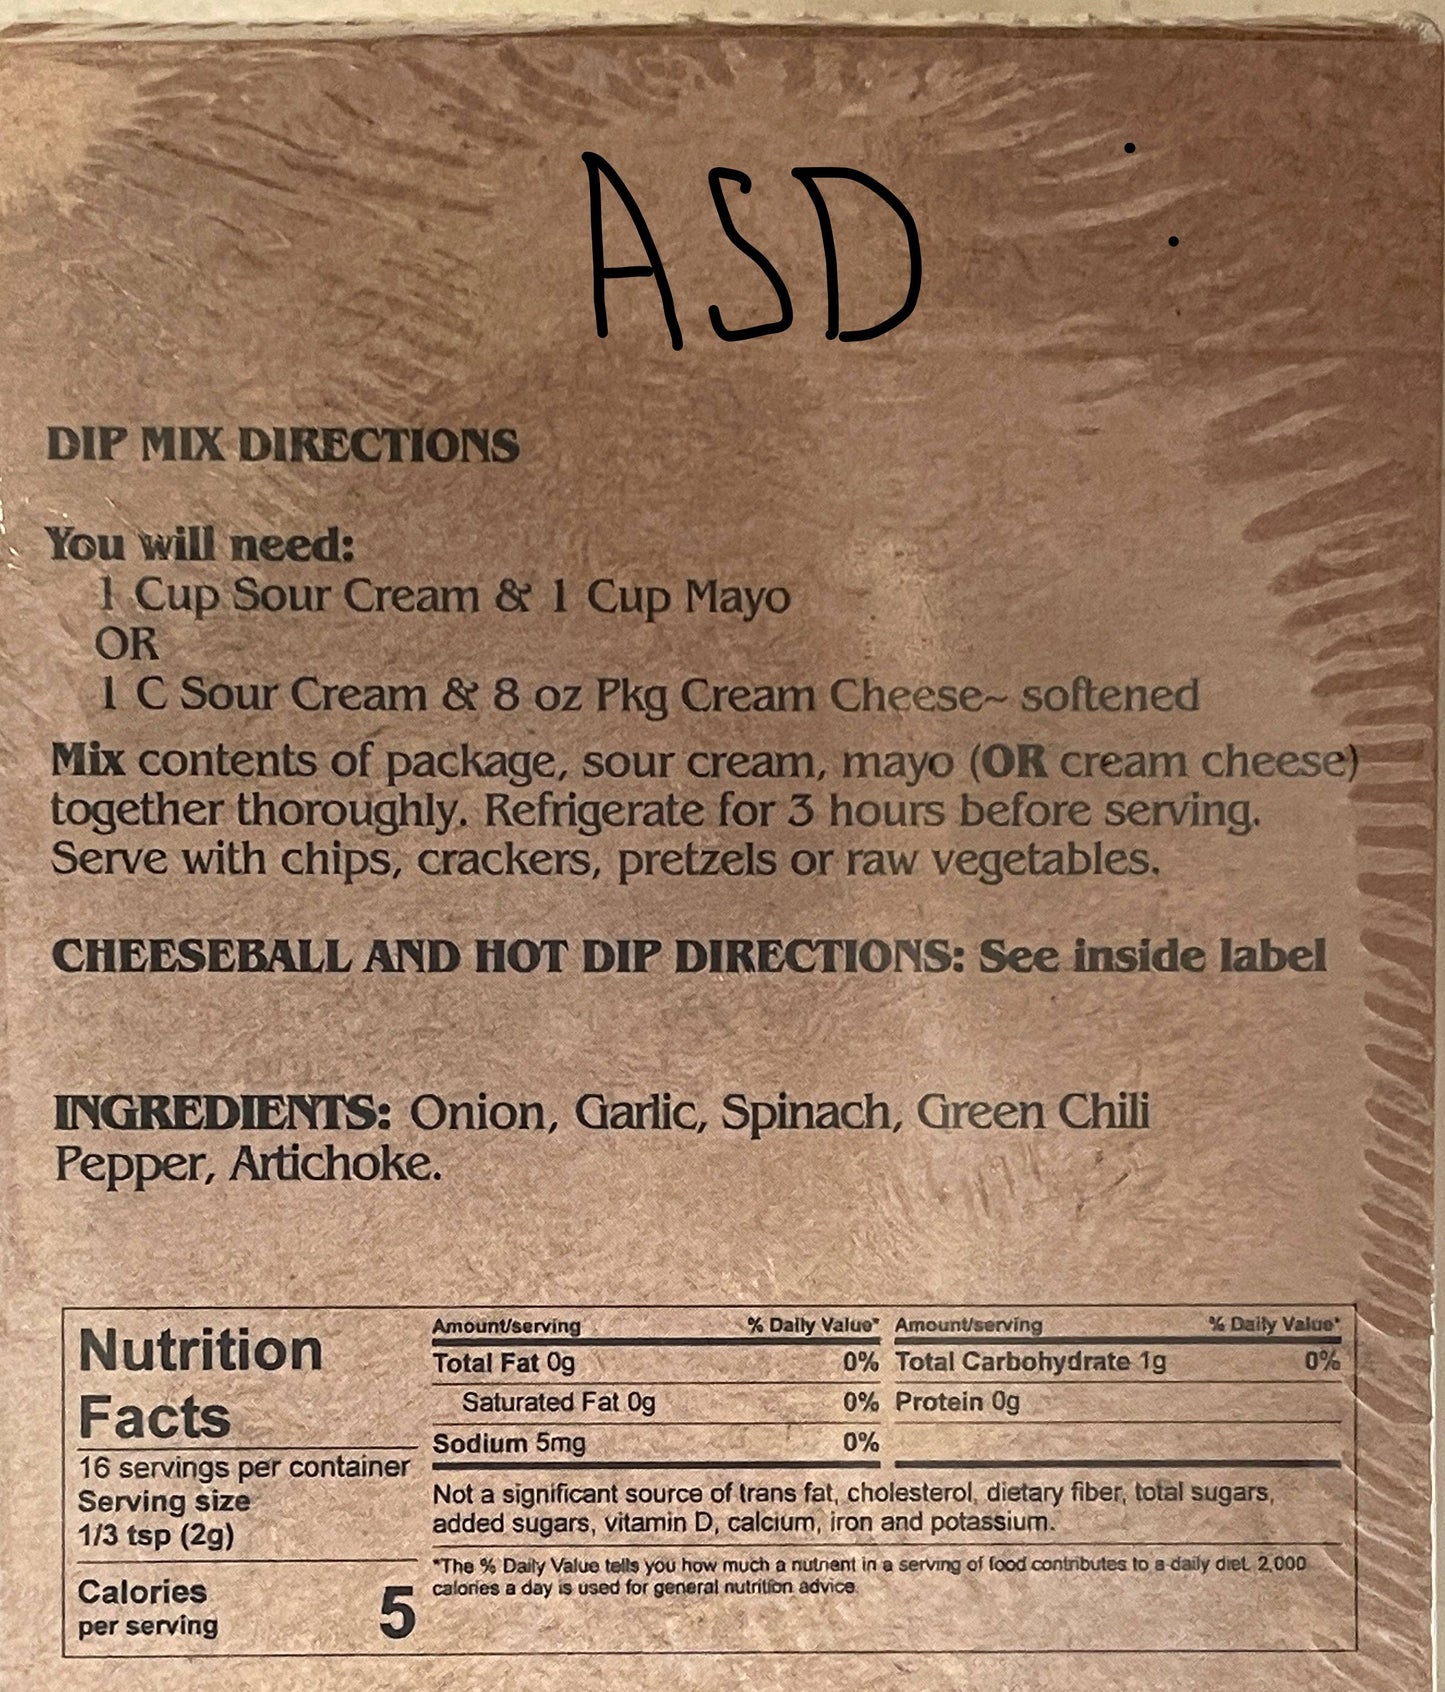 ASD
DIP MIX DIRECTIONS
You will need:
1 Cup Sour Cream & 1 Cup Mayo
OR
1 C Sour Cream & 8 oz Pkg Cream Cheese~ softened
Mix contents of package, sour cream, mayo (OR cream cheese)
together thoroughly. Refrigerate for 3 hours before serving.
Serve with chips, crackers, pretzels or raw vegetables.
CHEESEBALL AND HOT DIP DIRECTIONS: See inside label
INGREDIENTS: Onion, Garlic, Spinach, Green Chili
Pepper, Artichoke.
Nutrition
Facts
16 servings per container
Serving size
1/3 tsp (2g)
Calories
per serving
5
Amount/serving % Daily Value*
Total Fat 0g 0%
Saturated Fat 0g 0%
Sodium 5mg 0%
Amount/serving % Daily Value*
Total Carbohydrate 1g 0%
Protein 0g
Not a significant source of trans fat, cholesterol, dietary fiber, total sugars,
added sugars, vitamin D, calcium, iron and potassium.
*The % Daily Value tells you how much a nutrient in a serving of food contributes to a daily diet. 2,000
calories a day is used for general nutrition advice.